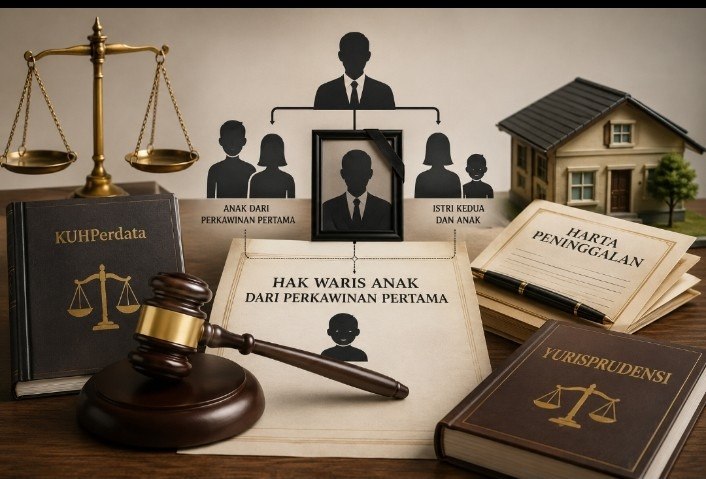 ANAK DARI
PERKAWINAN PERTAMA
ISTRI KEDUA
DAN ANAK
KUHPerdata
HARTA
PENINGGALAN
HAK WARIS ANAK
DARI PERKAWINAN PERTAMA
YURISPRUDENSI